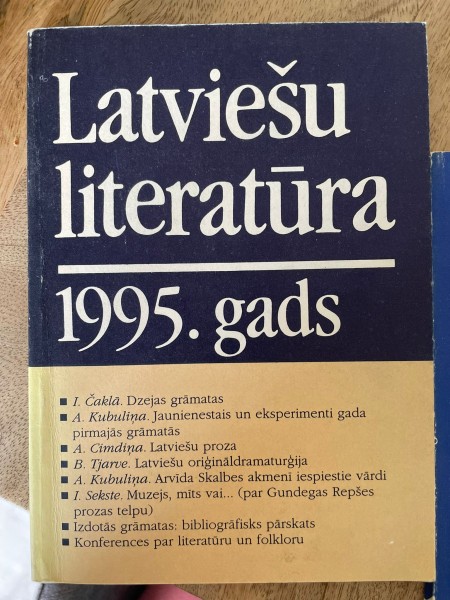 Latviešu
literatūra
1995. gads
■ I. Čaklā. Dzejas grāmatas
■ A. Kubuliņa. Jaunienestais un eksperimenti gada
pirmajās grāmatās
■ A. Cimdiņa. Latviešu proza
■ B. Tjarve. Latviešu oriģināldramaturģija
■ A. Kubuliņa. Arvīda Skalbes akmenī iespiestie vārdi
■ I. Sekste. Muzejs, mīts vai... (par Gundegas Repšes
prozas telpu)
■ Izdotās grāmatas: bibliogrāfisks pārskats
■ Konferences par literatūru un folkloru